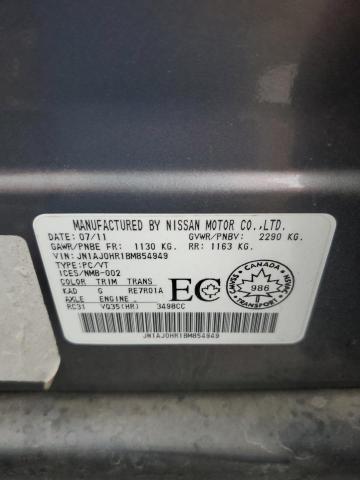 MANUFACTURED BY NISSAN MOTOR CO.,LTD.
DATE: 07/11 GVWR/PNBV: 2290 KG.
GAWR/PNBE FR: 1130 KG. RR: 1163 KG.
VIN: JN1AJ0HR1BM854949
TYPE:PC/VT
ICES/NMB-002
COLOR TRIM TRANS
KAD G RE7R01A
AXLE ENGINE
RC31 VQ35(HR) 3498CC
EC
CANADA
CMVSS
NSVAC
986
TRANSPORT
JN1AJ0HR1BM854949